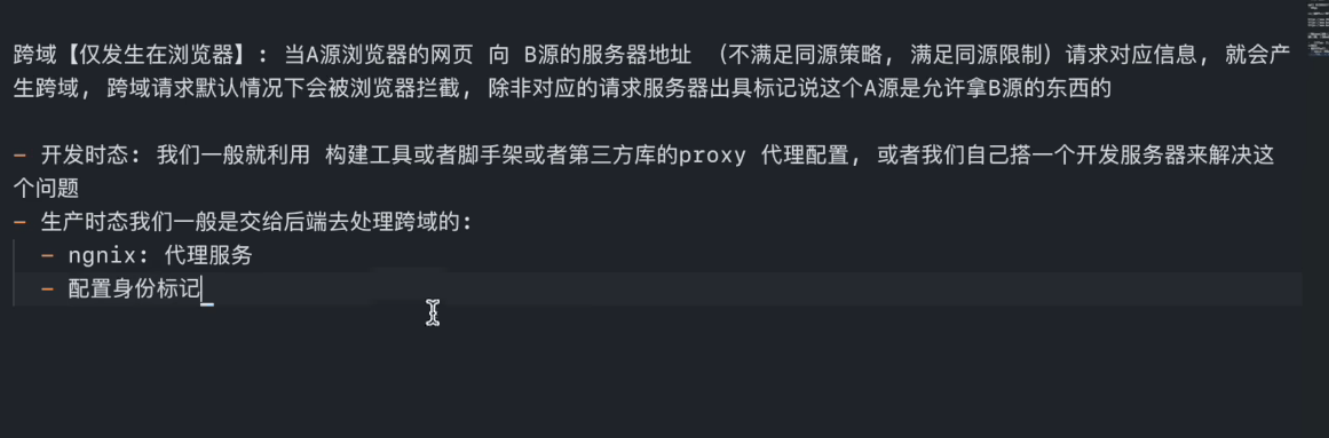 跨域【仅发生在浏览器】: 当A源浏览器的网页 向 B源的服务器地址 （不满足同源策略, 满足同源限制）请求对应信息, 就会产
生跨域, 跨域请求默认情况下会被浏览器拦截, 除非对应的请求服务器出具标记说这个A源是允许拿B源的东西的
- 开发时态: 我们一般就利用 构建工具或者脚手架或者第三方库的proxy 代理配置, 或者我们自己搭一个开发服务器来解决这
个问题
- 生产时态我们一般是交给后端去处理跨域的:
- ngnix: 代理服务
- 配置身份标记